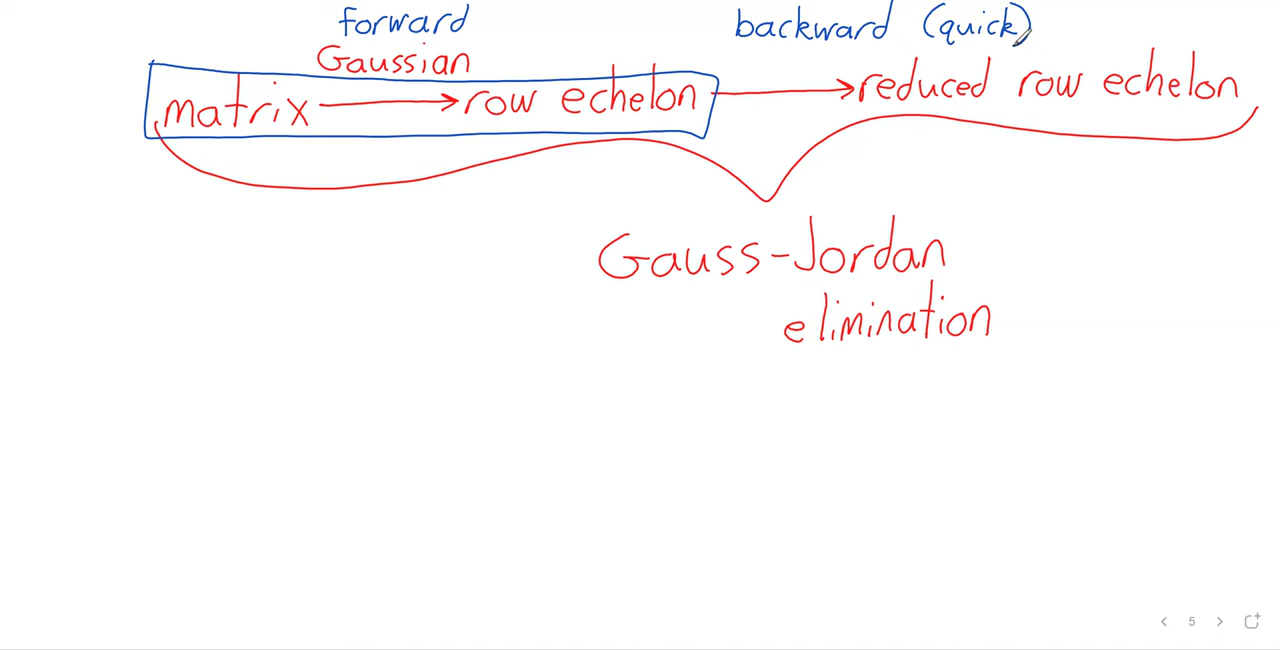 forward backward (quick)
Gaussian
matrix → row echelon → reduced row echelon
Gauss-Jordan
elimination
5